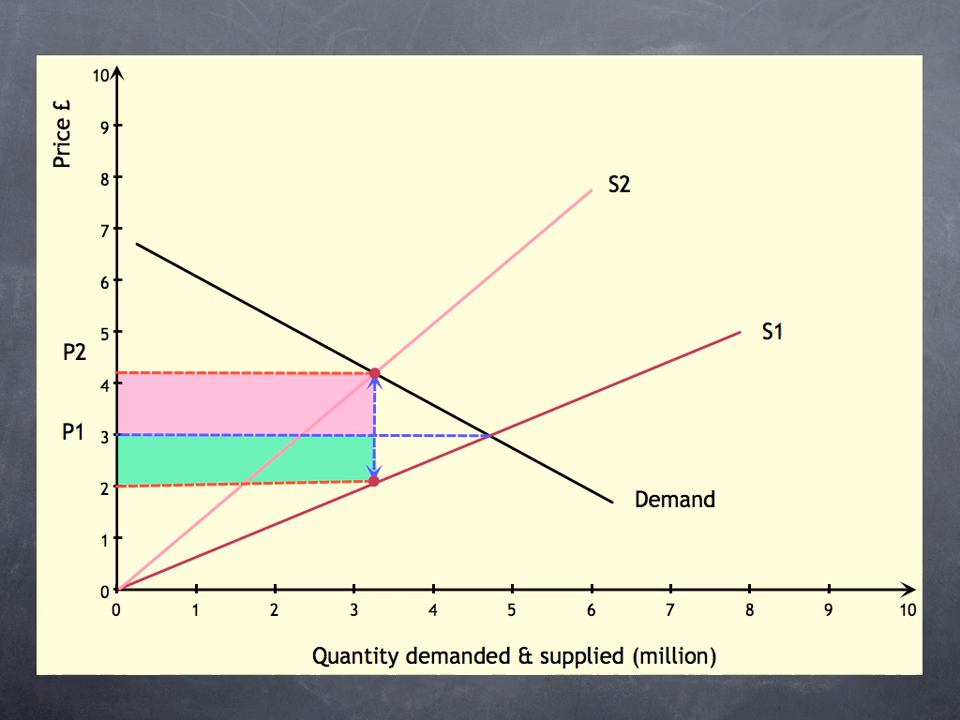 10
Price £
9
8
S2
7
6
5
S1
P2
4
P1
3
2
Demand
1
0
0 1 2 3 4 5 6 7 8 9 10
Quantity demanded & supplied (million)